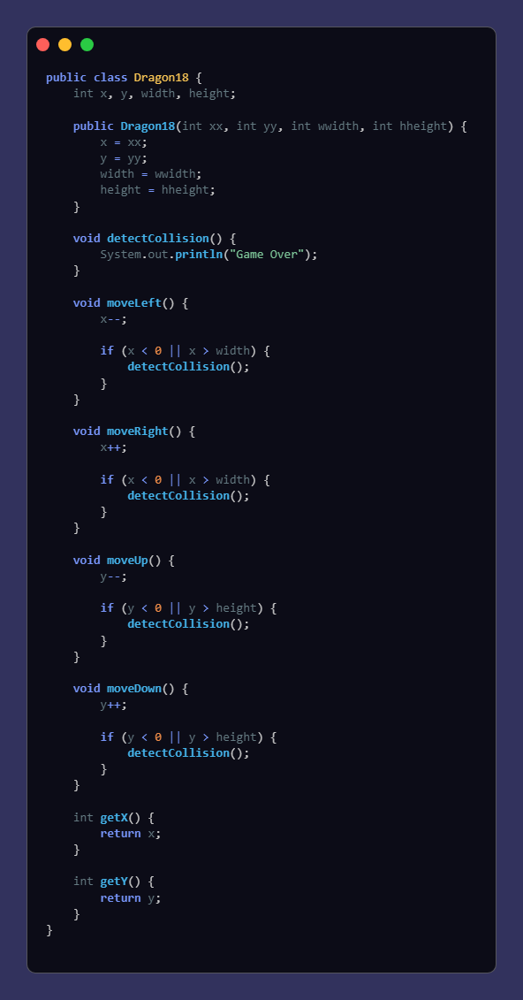 public class Dragon18 {
    int x, y, width, height;

    public Dragon18(int xx, int yy, int wwidth, int hheight) {
        x = xx;
        y = yy;
        width = wwidth;
        height = hheight;
    }

    void detectCollision() {
        System.out.println("Game Over");
    }

    void moveLeft() {
        x--;

        if (x < 0 || x > width) {
            detectCollision();
        }
    }

    void moveRight() {
        x++;

        if (x < 0 || x > width) {
            detectCollision();
        }
    }

    void moveUp() {
        y--;

        if (y < 0 || y > height) {
            detectCollision();
        }
    }

    void moveDown() {
        y++;

        if (y < 0 || y > height) {
            detectCollision();
        }
    }

    int getX() {
        return x;
    }

    int getY() {
        return y;
    }
}